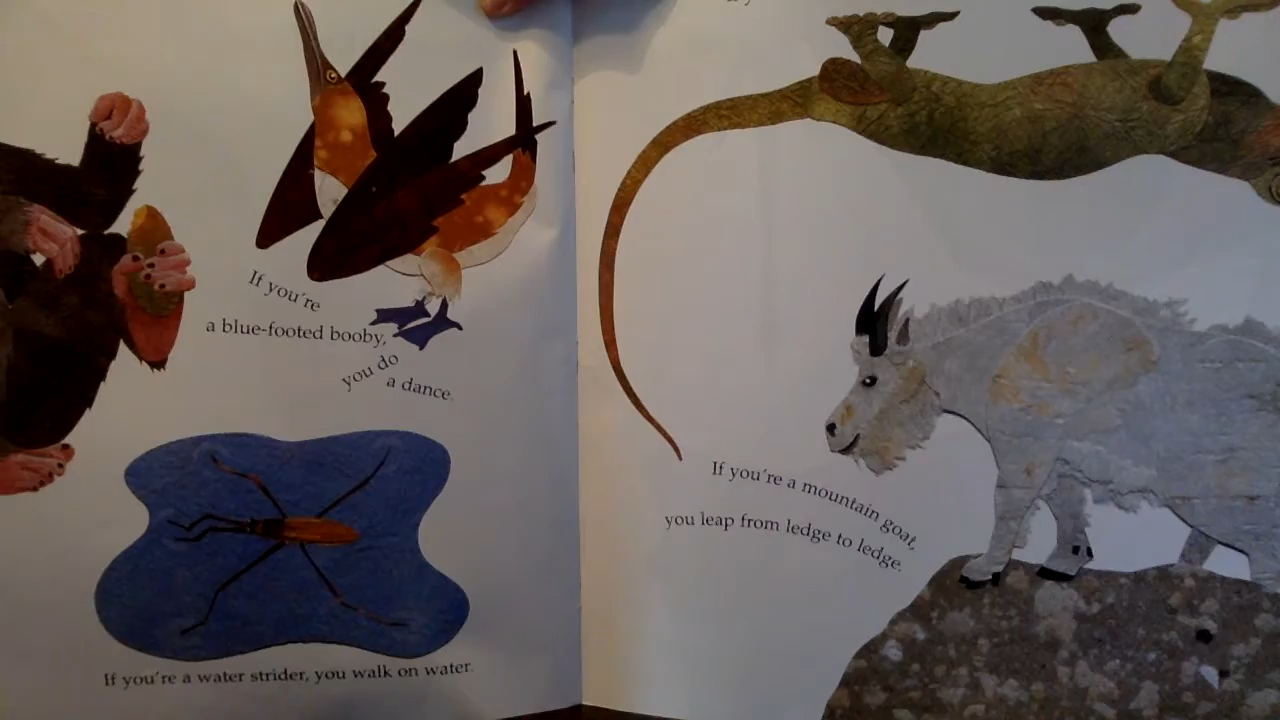 If you're
a blue-footed booby,
you do
a dance.
If you're a water strider, you walk on water.
If you're a mountain goat,
you leap from ledge to ledge.